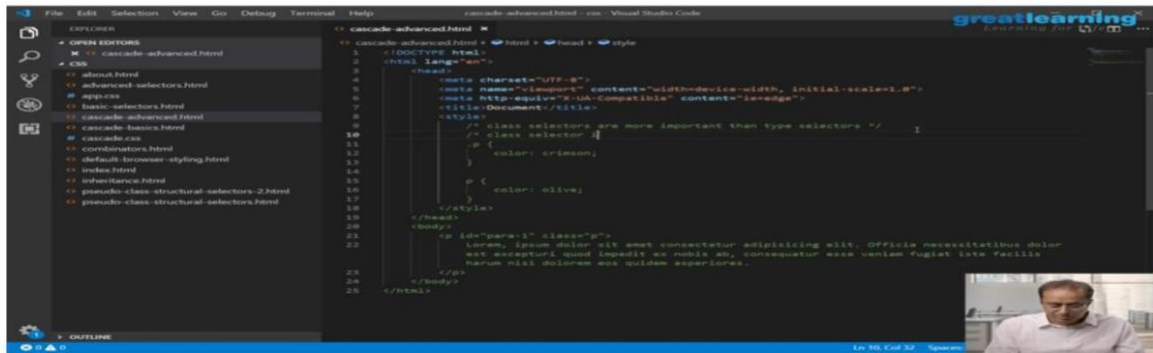 File Edit Selection View Go Debug Terminal Help
cascade-advanced.html - css - Visual Studio Code
greatlearning
Learning for Life
EXPLORER
OPEN EDITORS
cascade-advanced.html
CSS
about.html
advanced-selectors.html
app.css
basic-selectors.html
cascade-advanced.html
cascade-basics.html
cascade.css
combinators.html
default-browser-styling.html
index.html
inheritance.html
pseudo-class-structural-selectors-2.html
pseudo-class-structural-selectors.html
OUTLINE
cascade-advanced.html
cascade-advanced.html > html > head > style
1 <!DOCTYPE html>
2 <html lang="en">
3 <head>
4 <meta charset="UTF-8">
5 <meta name="viewport" content="width=device-width, initial-scale=1.0">
6 <meta http-equiv="X-UA-Compatible" content="ie=edge">
7 <title>Document</title>
8 <style>
9 /* class selectors are more important than type selectors */
10 /* class selector i
11 .p {
12 color: crimson;
13 }
14
15 p {
16 color: olive;
17 }
18 </style>
19 </head>
20 <body>
21 <p id="para-1" class="p">
22 Lorem, ipsum dolor sit amet consectetur adipisicing elit. Officia necessitatibus dolor
est excepturi quod impedit ex nobis ab, consequatur esse veniam fugiat iste facilis
harum nisi dolorem eos quidem asperiores.
23 </p>
24 </body>
25 </html>
0 0
Ln 10, Col 32 Spaces: